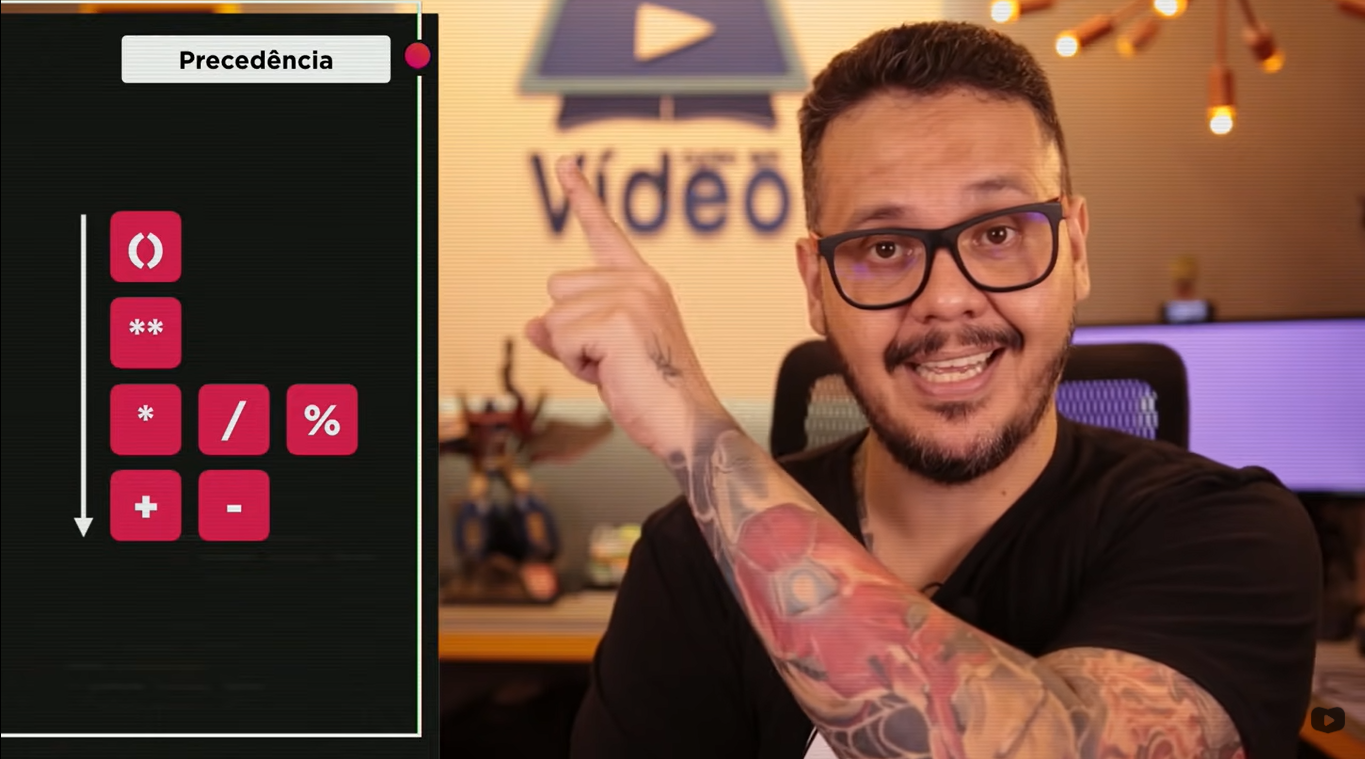 Precedência
()
**
* / %
+ -
Vídeo